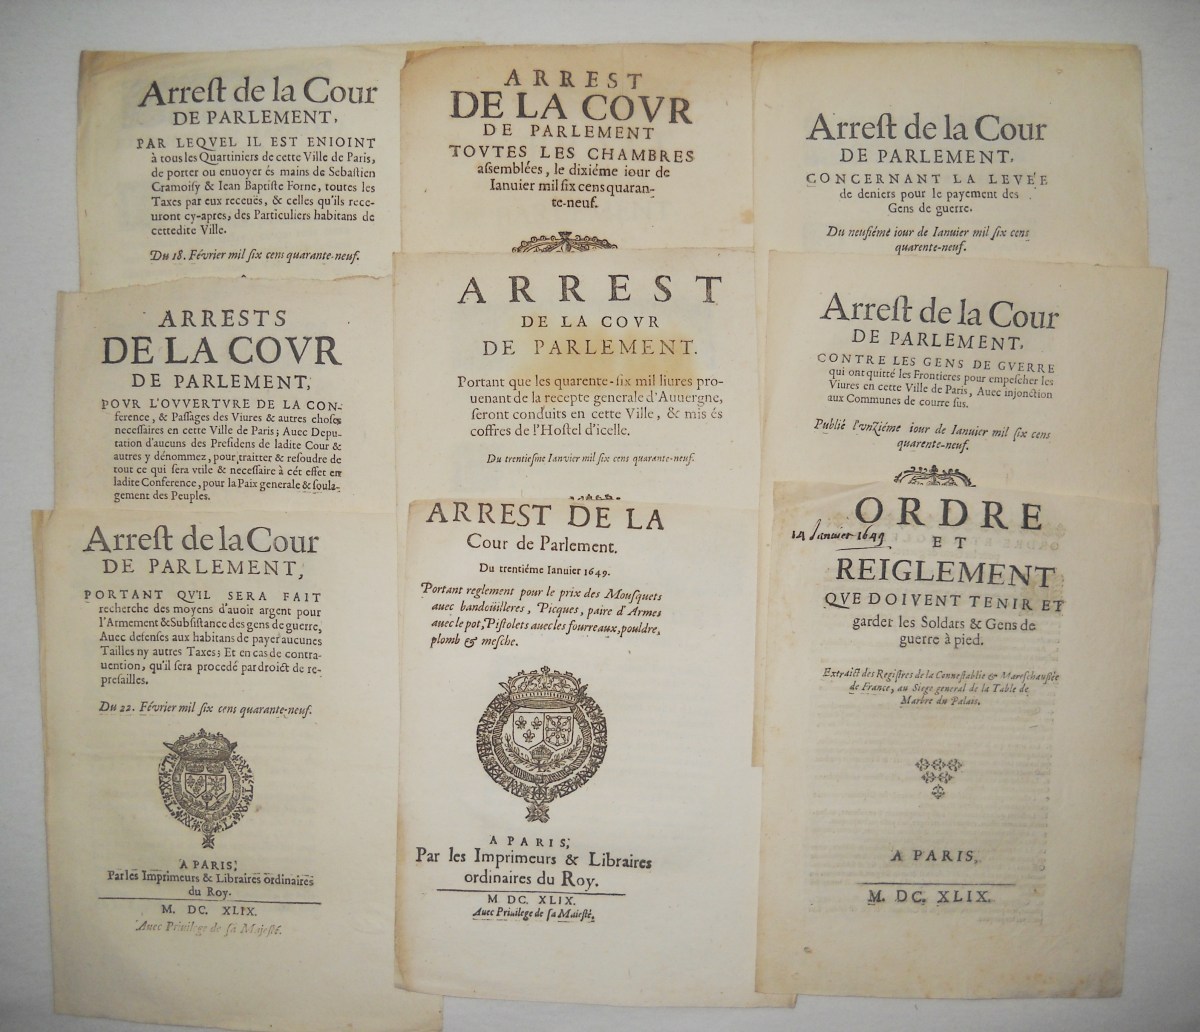 Arreſt de la Cour
DE PARLEMENT,
PAR LEQVEL IL EST ENIOINT
à tous les Quartiniers de cette Ville de Paris,
de porter ou enuoyer és mains de Sebaſtien
Cramoiſy & Iean Baptiſte Forne, toutes les
Taxes par eux receuës, & celles qu'ils rece-
uront cy-apres, des Particuliers habitans de
cettedite Ville.
Du 18. Février mil ſix cens quarante-neuf.
ARREST
DE LA COVR
DE PARLEMENT
TOVTES LES CHAMBRES
aſſemblées, le dixiéme iour de
Ianuier mil ſix cens quaran-
te-neuf.
Arreſt de la Cour
DE PARLEMENT,
CONCERNANT LA LEVÉE
de deniers pour le payement des
Gens de guerre.
Du neufiéme iour de Ianuier mil ſix cens
quarente-neuf.
ARRESTS
DE LA COVR
DE PARLEMENT,
POVR L'OVVERTVRE DE LA CON-
ference, & Paſſages des Viures & autres choſes
neceſſaires en cette Ville de Paris; Auec Depu-
tation d'aucuns des Preſidens de ladite Cour &
autres y dénommez, pour traitter & reſoudre de
tout ce qui ſera vtile & neceſſaire à cét effet en
ladite Conference, pour la Paix generale & ſoula-
gement des Peuples.
ARREST
DE LA COVR
DE PARLEMENT.
Portant que les quarente-ſix mil liures pro-
uenant de la recepte generale d'Auuergne,
ſeront conduits en cette Ville, & mis és
coffres de l'Hoſtel d'icelle.
Du trentieſme Ianvier mil ſix cens quarante-neuf.
Arreſt de la Cour
DE PARLEMENT,
CONTRE LES GENS DE GVERRE
qui ont quitté les Frontieres pour empeſcher les
Viures en cette Ville de Paris, Auec injonction
aux Communes de courre ſus.
Publié l'vnziéme iour de Ianuier mil ſix cens
quarente-neuf.
Arreſt de la Cour
DE PARLEMENT,
PORTANT QV'IL SERA FAIT
recherche des moyens d'auoir argent pour
l'Armement & Subſiſtance des gens de guerre,
Auec defenſes aux habitans de payer aucunes
Tailles ny autres Taxes; Et en cas de contra-
uention, qu'il ſera procedé par droict de re-
preſailles.
Du 22. Février mil ſix cens quarante-neuf.
A PARIS,
Par les Imprimeurs & Libraires ordinaires
du Roy.
M. DC. XLIX.
Auec Priuilege de ſa Majeſté.
ARREST DE LA
Cour de Parlement.
Du trentiéme Ianuier 1649.
Portant reglement pour le prix des Mouſquets
auec bandoüilleres, Picques, paire d'Armes
auec le pot, Piſtolets auec les fourreaux, pouldre,
plomb & meſche.
A PARIS,
Par les Imprimeurs & Libraires
ordinaires du Roy.
M DC. XLIX.
Auec Priuilege de ſa Maieſté.
ORDRE
14 Januier 1649
ET
REIGLEMENT
QVE DOIVENT TENIR ET
garder les Soldats & Gens de
guerre à pied.
Extraict des Regiſtres de la Conneſtablie & Mareſchauſſée
de France, au Siege general de la Table de
Marbre du Palais.
A PARIS,
M. DC. XLIX.